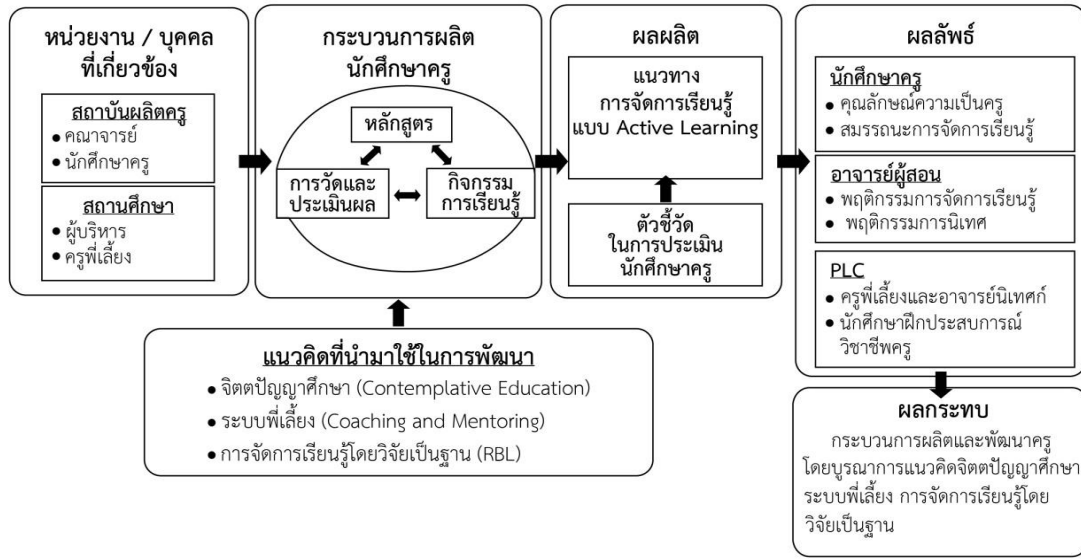 หน่วยงาน / บุคคล
ที่เกี่ยวข้อง
สถาบันผลิตครู
• คณาจารย์
• นักศึกษาครู
สถานศึกษา
• ผู้บริหาร
• ครูพี่เลี้ยง
กระบวนการผลิต
นักศึกษาครู
หลักสูตร
การวัดและ
ประเมินผล
กิจกรรม
การเรียนรู้
แนวคิดที่นำมาใช้ในการพัฒนา
• จิตตปัญญาศึกษา (Contemplative Education)
• ระบบพี่เลี้ยง (Coaching and Mentoring)
• การจัดการเรียนรู้โดยวิจัยเป็นฐาน (RBL)
ผลผลิต
แนวทาง
การจัดการเรียนรู้
แบบ Active Learning
ตัวชี้วัด
ในการประเมิน
นักศึกษาครู
ผลลัพธ์
นักศึกษาครู
• คุณลักษณ์ความเป็นครู
• สมรรถนะการจัดการเรียนรู้
อาจารย์ผู้สอน
• พฤติกรรมการจัดการเรียนรู้
• พฤติกรรมการนิเทศ
PLC
• ครูพี่เลี้ยงและอาจารย์นิเทศก์
• นักศึกษาฝึกประสบการณ์
วิชาชีพครู
ผลกระทบ
กระบวนการผลิตและพัฒนาครู
โดยบูรณาการแนวคิดจิตตปัญญาศึกษา
ระบบพี่เลี้ยง การจัดการเรียนรู้โดย
วิจัยเป็นฐาน